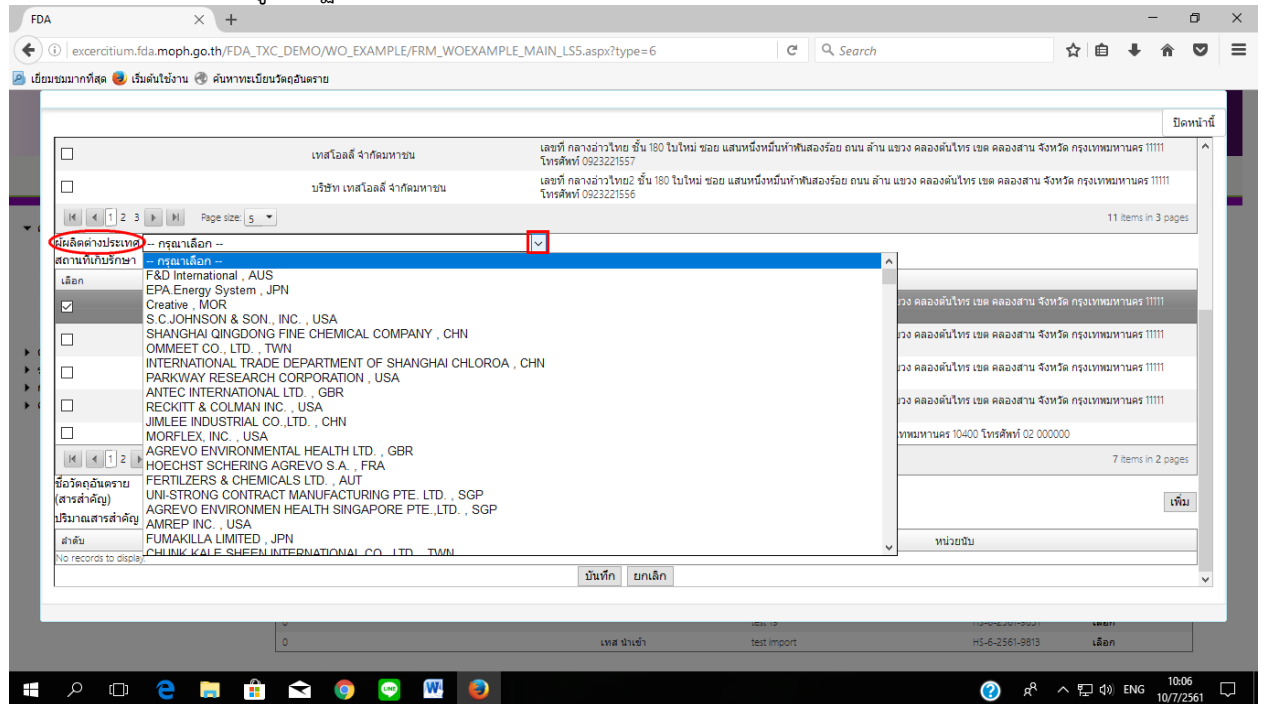 FDA
excercitium.fda.moph.go.th/FDA_TXC_DEMO/WO_EXAMPLE/FRM_WOEXAMPLE_MAIN_LS5.aspx?type=6
Search
เยี่ยมชมมากที่สุด เริ่มต้นใช้งาน ค้นหาทะเบียนวัตถุอันตราย
ปิดหน้านี้
เทสโอลลี่ จำกัดมหาชน
เลขที่ กลางอ่าวไทย ชั้น 180 ใบใหม่ ซอย แสนหนึ่งหมื่นห้าพันสองร้อย ถนน ล้าน แขวง คลองต้นไทร เขต คลองสาน จังหวัด กรุงเทพมหานคร 11111
โทรศัพท์ 0923221557
บริษัท เทสโอลลี่ จำกัดมหาชน
เลขที่ กลางอ่าวไทย2 ชั้น 180 ใบใหม่ ซอย แสนหนึ่งหมื่นห้าพันสองร้อย ถนน ล้าน แขวง คลองต้นไทร เขต คลองสาน จังหวัด กรุงเทพมหานคร 11111
โทรศัพท์ 0923221556
1 2 3 Page size: 5 11 items in 3 pages
ผู้ผลิตต่างประเทศ -- กรุณาเลือก --
สถานที่เก็บรักษา -- กรุณาเลือก --
F&D International , AUS
เลือก
EPA Energy System , JPN
Creative , MOR
แขวง คลองต้นไทร เขต คลองสาน จังหวัด กรุงเทพมหานคร 11111
S.C.JOHNSON & SON., INC. , USA
SHANGHAI QINGDONG FINE CHEMICAL COMPANY , CHN
แขวง คลองต้นไทร เขต คลองสาน จังหวัด กรุงเทพมหานคร 11111
OMMEET CO., LTD. , TWN
INTERNATIONAL TRADE DEPARTMENT OF SHANGHAI CHLOROA , CHN
แขวง คลองต้นไทร เขต คลองสาน จังหวัด กรุงเทพมหานคร 11111
PARKWAY RESEARCH CORPORATION , USA
ANTEC INTERNATIONAL LTD. , GBR
แขวง คลองต้นไทร เขต คลองสาน จังหวัด กรุงเทพมหานคร 11111
RECKITT & COLMAN INC. , USA
JIMLEE INDUSTRIAL CO.,LTD. , CHN
MORFLEX, INC. , USA
10400 โทรศัพท์ 02 000000
AGREVO ENVIRONMENTAL HEALTH LTD. , GBR
1 2
7 items in 2 pages
HOECHST SCHERING AGREVO S.A. , FRA
FERTILZERS & CHEMICALS LTD. , AUT
ชื่อวัตถุอันตราย
(สารสำคัญ)
UNI-STRONG CONTRACT MANUFACTURING PTE. LTD. , SGP
เพิ่ม
AGREVO ENVIRONMEN HEALTH SINGAPORE PTE.,LTD. , SGP
ปริมาณสารสำคัญ
AMREP INC. , USA
FUMAKILLA LIMITED , JPN
ลำดับ
หน่วยนับ
CHUNK KALE SHEEN INTERNATIONAL CO., LTD. , TWN
No records to display.
บันทึก ยกเลิก
0 test 19 HS-6-2561-9631 เลือก
0 เทส นำเข้า test import HS-6-2561-9813 เลือก
ENG 10:06
10/7/2561